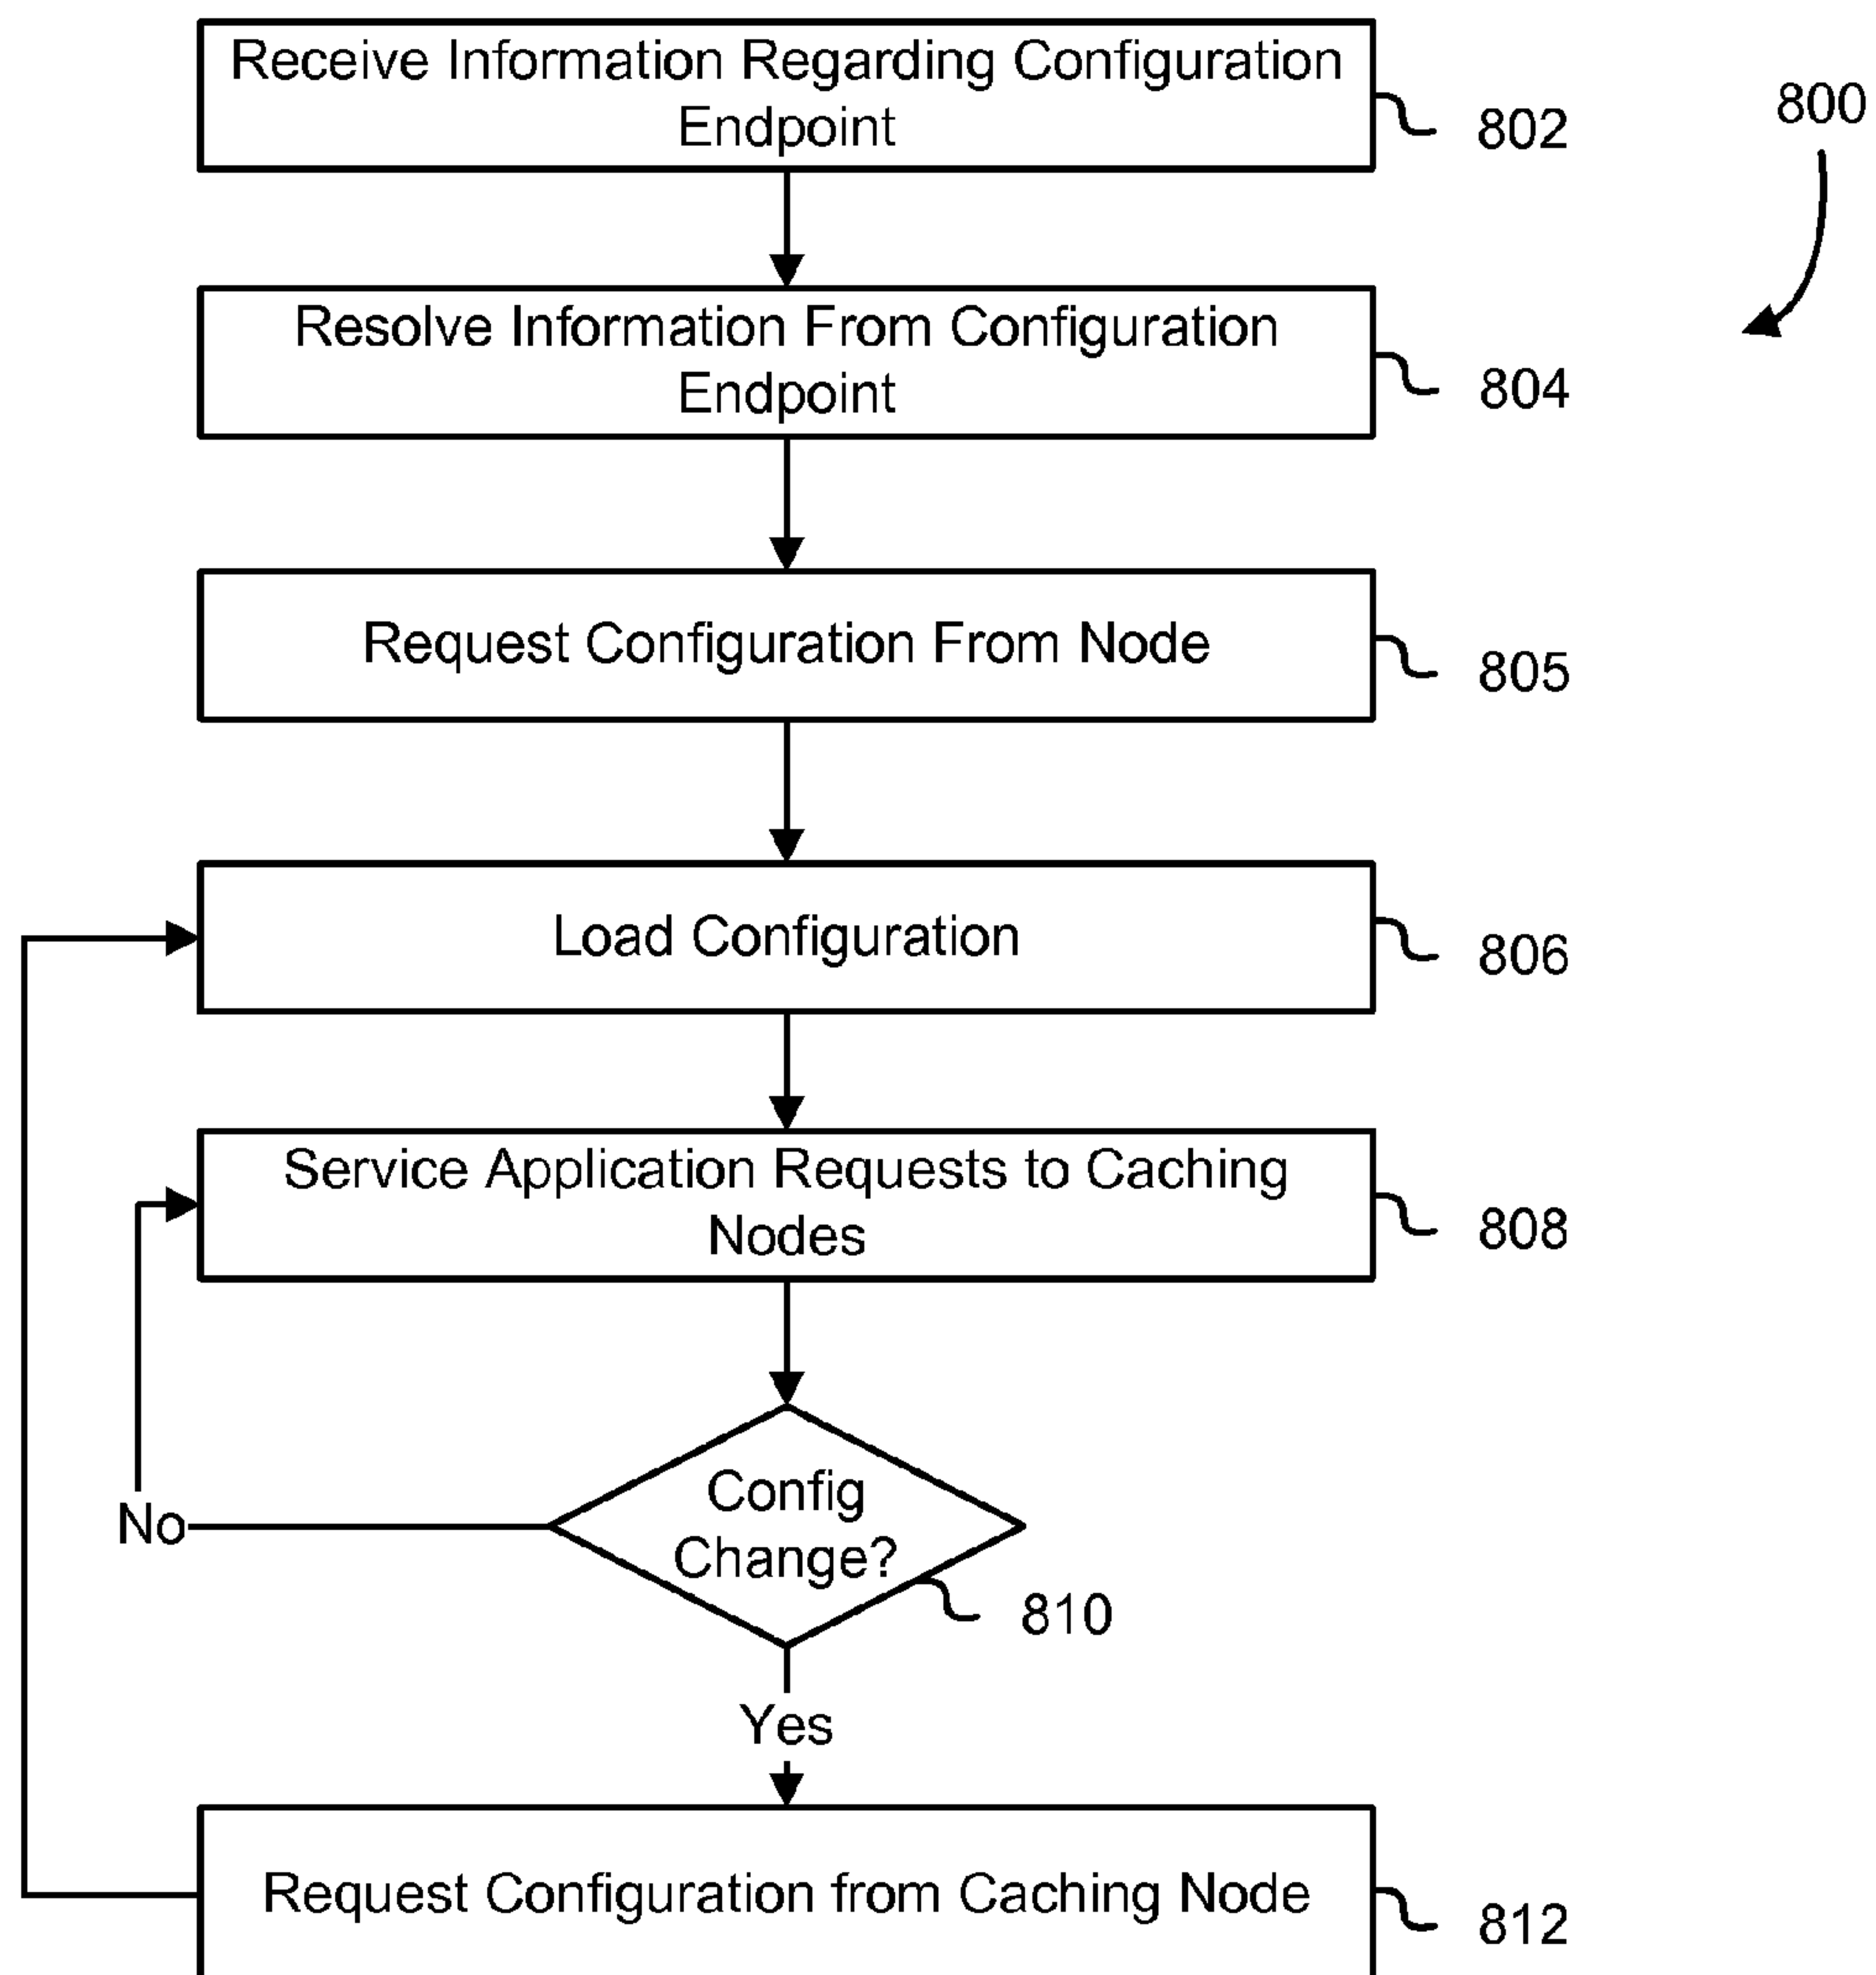 Receive Information Regarding Configuration
Endpoint
802
800
Resolve Information From Configuration
Endpoint
804
Request Configuration From Node
805
Load Configuration
806
Service Application Requests to Caching
Nodes
808
Config
Change?
No
810
Yes
Request Configuration from Caching Node
812